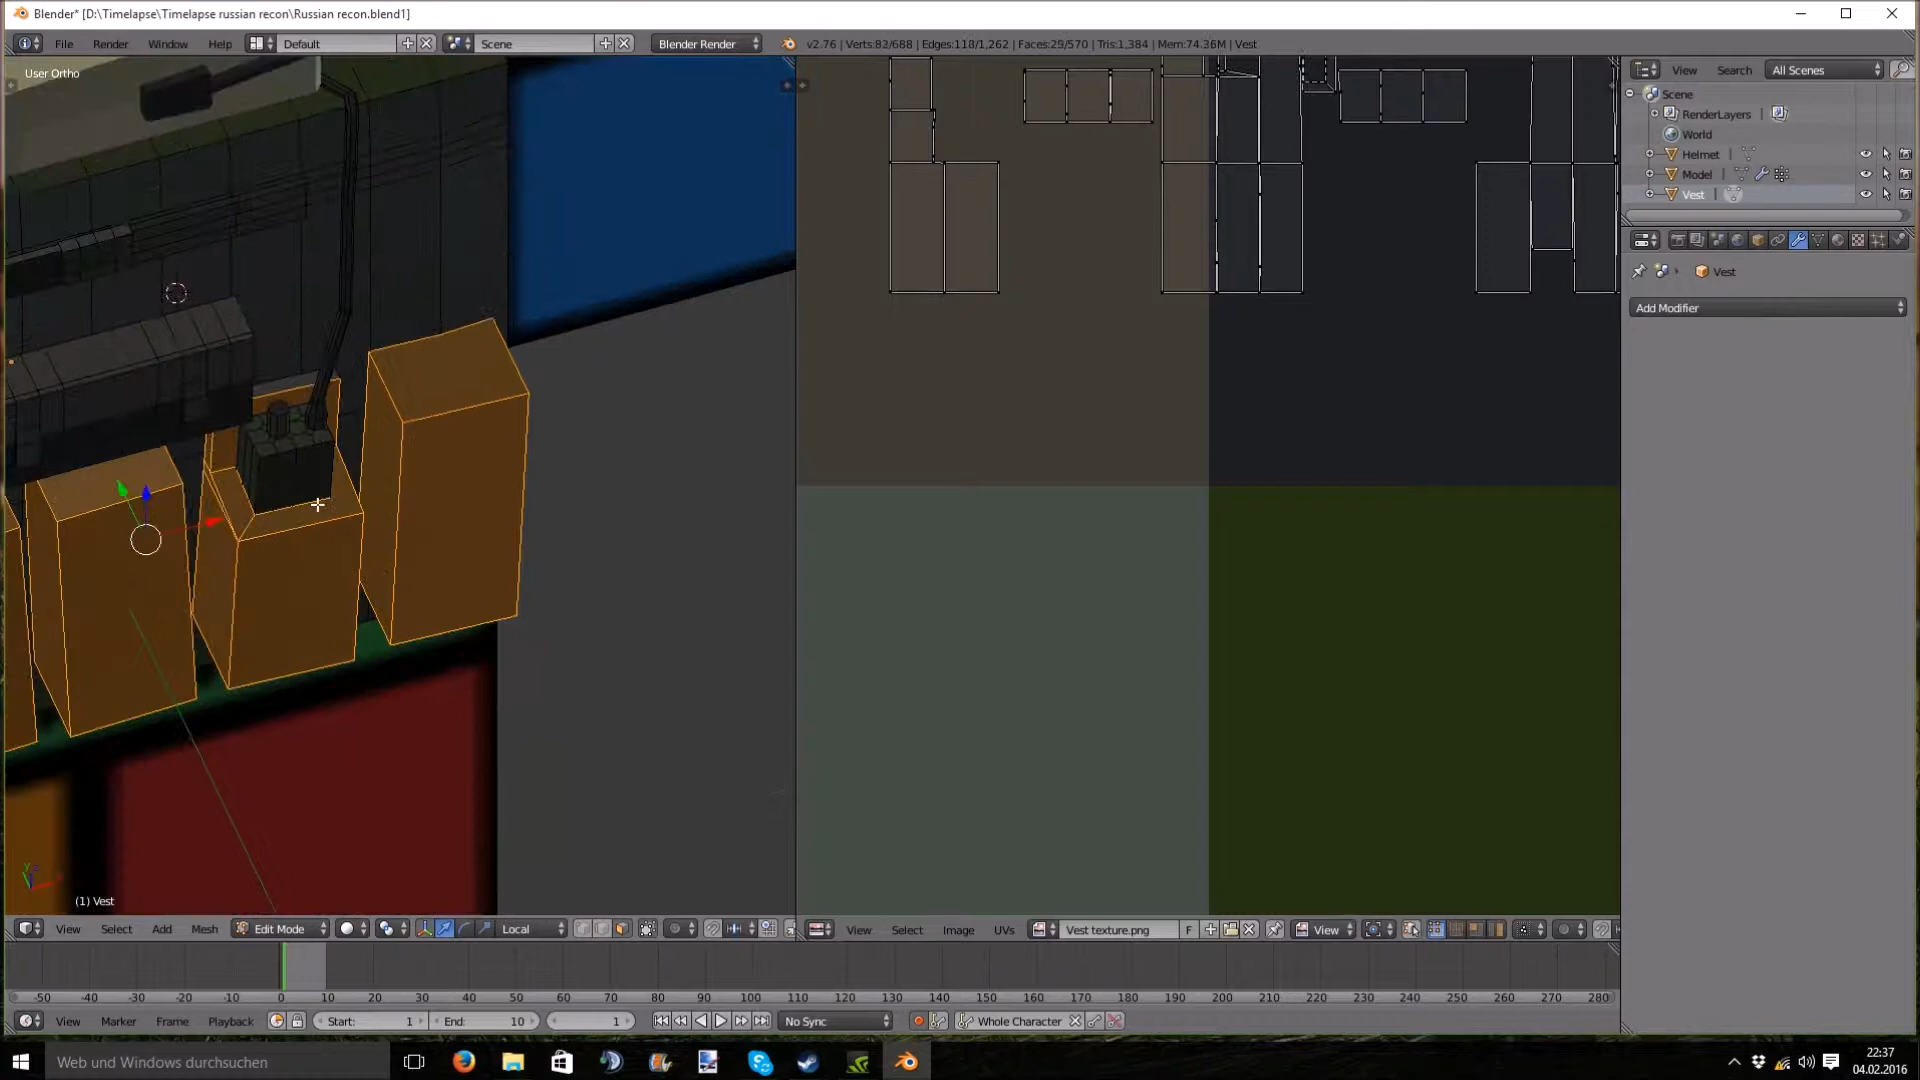 Blender* [D:\Timelapse\Timelapse russian recon\Russian recon.blend1]
File Render Window Help Default Scene Blender Render v2.76 | Verts:82/688 | Edges:118/1,262 | Faces:29/570 | Tris:1,384 | Mem:74.36M | Vest
User Ortho
View Search All Scenes
Scene
RenderLayers
World
Helmet
Model
Vest
Vest
Add Modifier
(1) Vest
View Select Add Mesh Edit Mode Local View Select Image UVs Vest texture.png F View
-50 -40 -30 -20 -10 0 10 20 30 40 50 60 70 80 90 100 110 120 130 140 150 160 170 180 190 200 210 220 230 240 250 260 270 280
View Marker Frame Playback Start: 1 End: 10 1 No Sync Whole Character
Web und Windows durchsuchen
22:37
04.02.2016